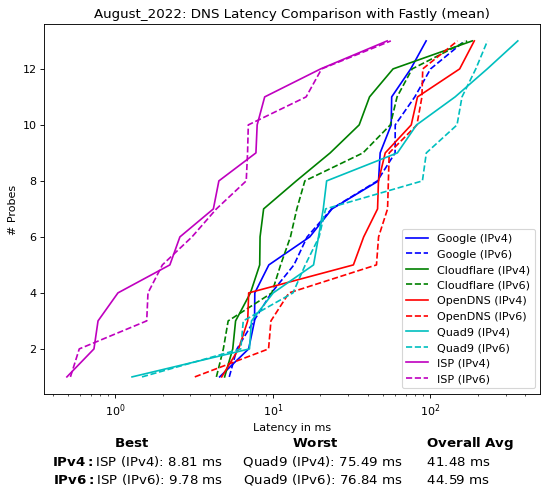 August_2022: DNS Latency Comparison with Fastly (mean)
12
10
8
6
4
2
# Probes
Google (IPv4)
Google (IPv6)
Cloudflare (IPv4)
Cloudflare (IPv6)
OpenDNS (IPv4)
OpenDNS (IPv6)
Quad9 (IPv4)
Quad9 (IPv6)
ISP (IPv4)
ISP (IPv6)
10⁰ 10¹ 10²
Latency in ms
Best Worst Overall Avg
IPv4: ISP (IPv4): 8.81 ms Quad9 (IPv4): 75.49 ms 41.48 ms
IPv6: ISP (IPv6): 9.78 ms Quad9 (IPv6): 76.84 ms 44.59 ms